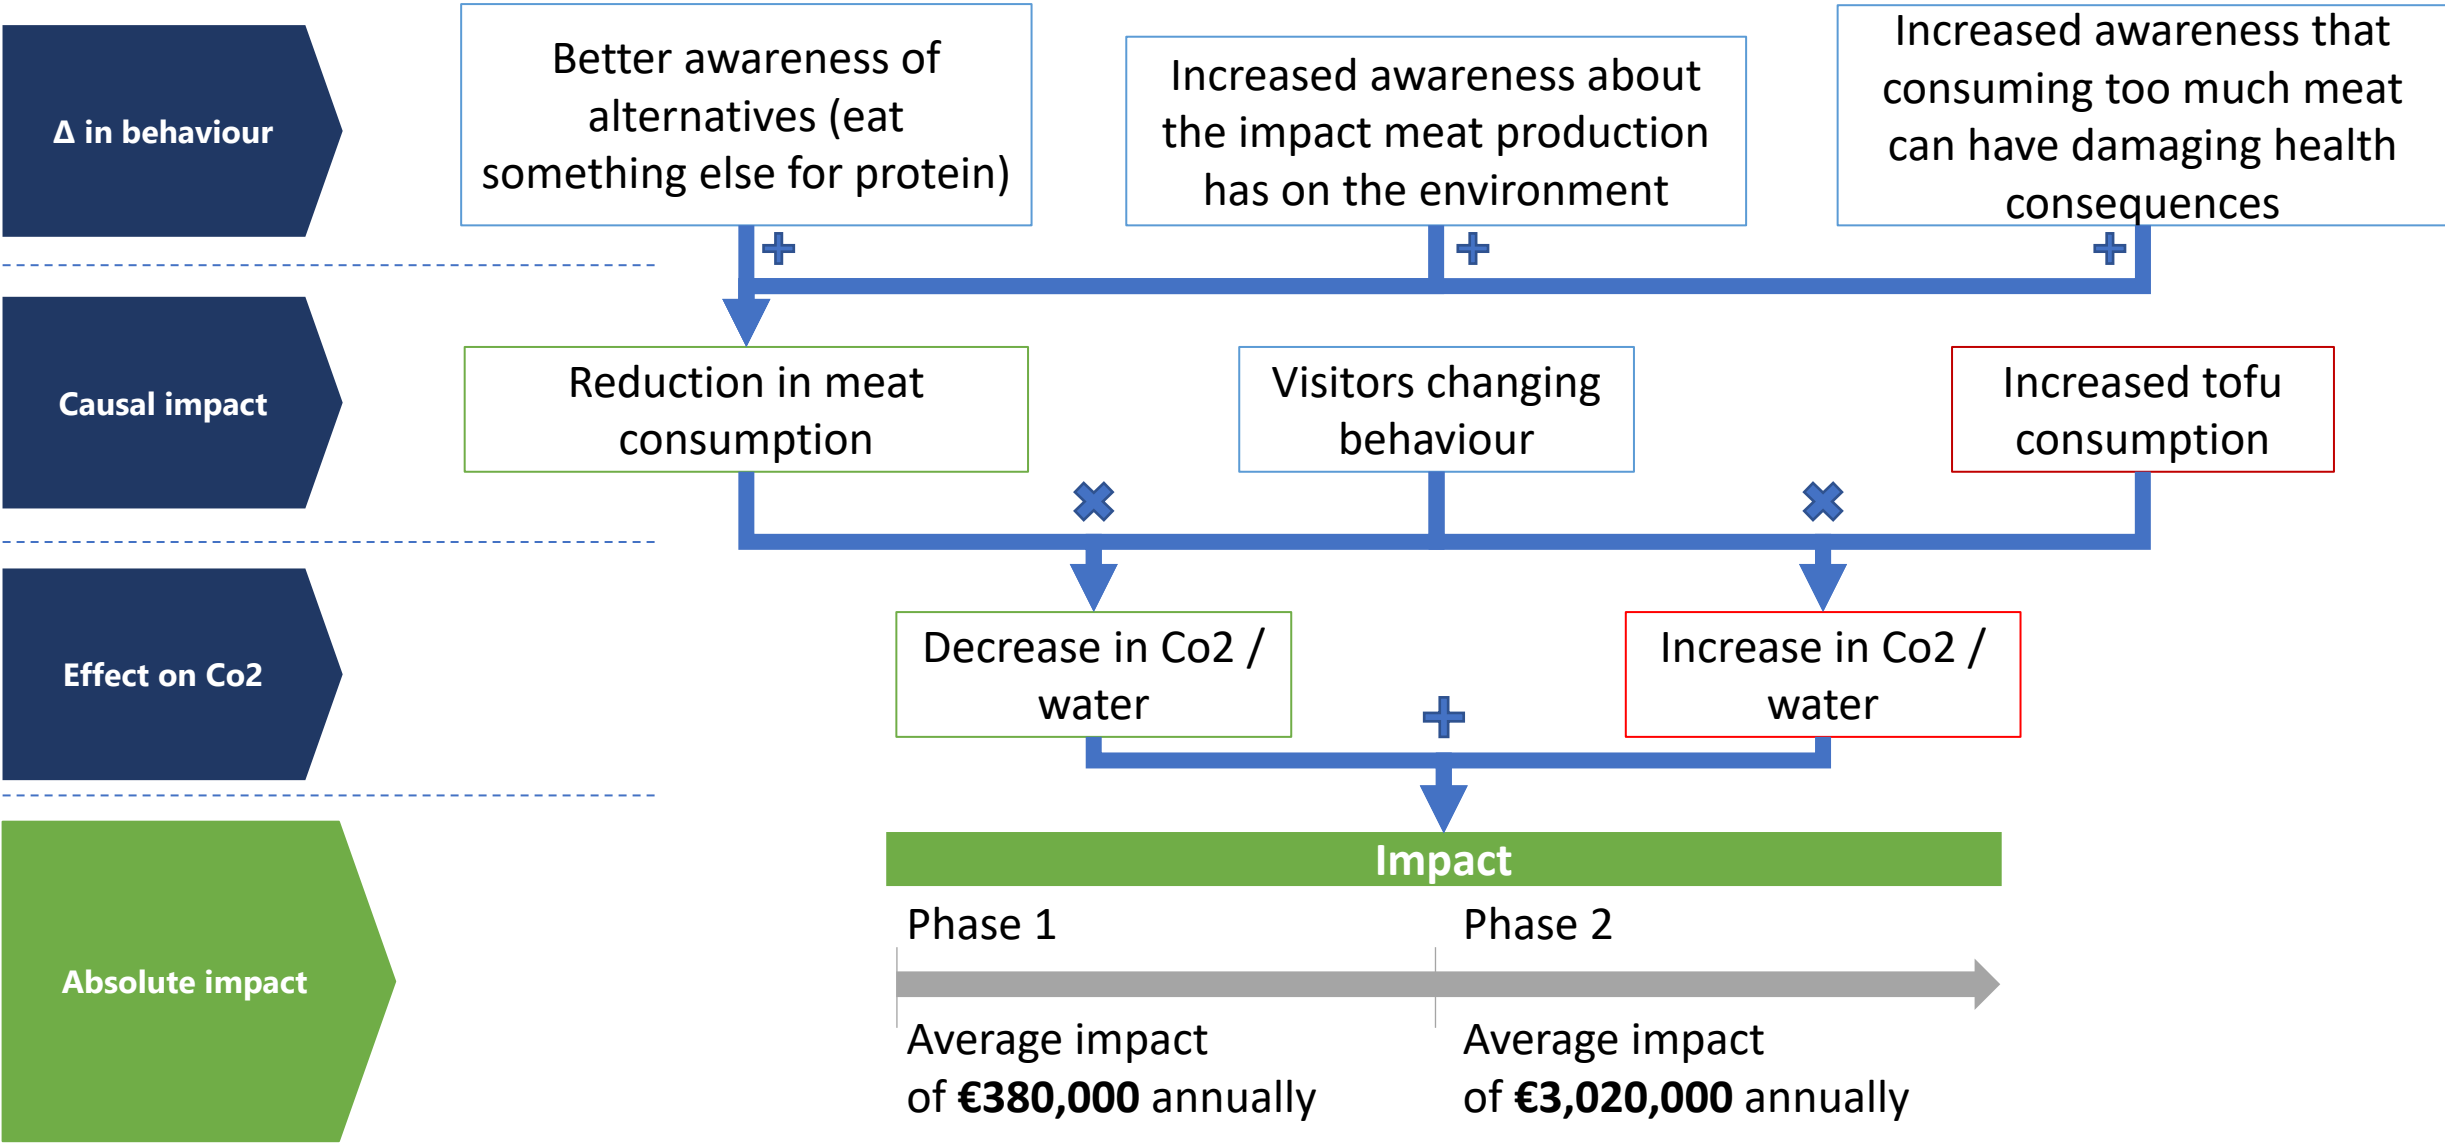 Δ in behaviour
Better awareness of
alternatives (eat
something else for protein)
Increased awareness about
the impact meat production
has on the environment
Increased awareness that
consuming too much meat
can have damaging health
consequences
Causal impact
Reduction in meat
consumption
Visitors changing
behaviour
Increased tofu
consumption
Effect on Co2
Decrease in Co2 /
water
Increase in Co2 /
water
Absolute impact
Impact
Phase 1
Phase 2
Average impact
of €380,000 annually
Average impact
of €3,020,000 annually